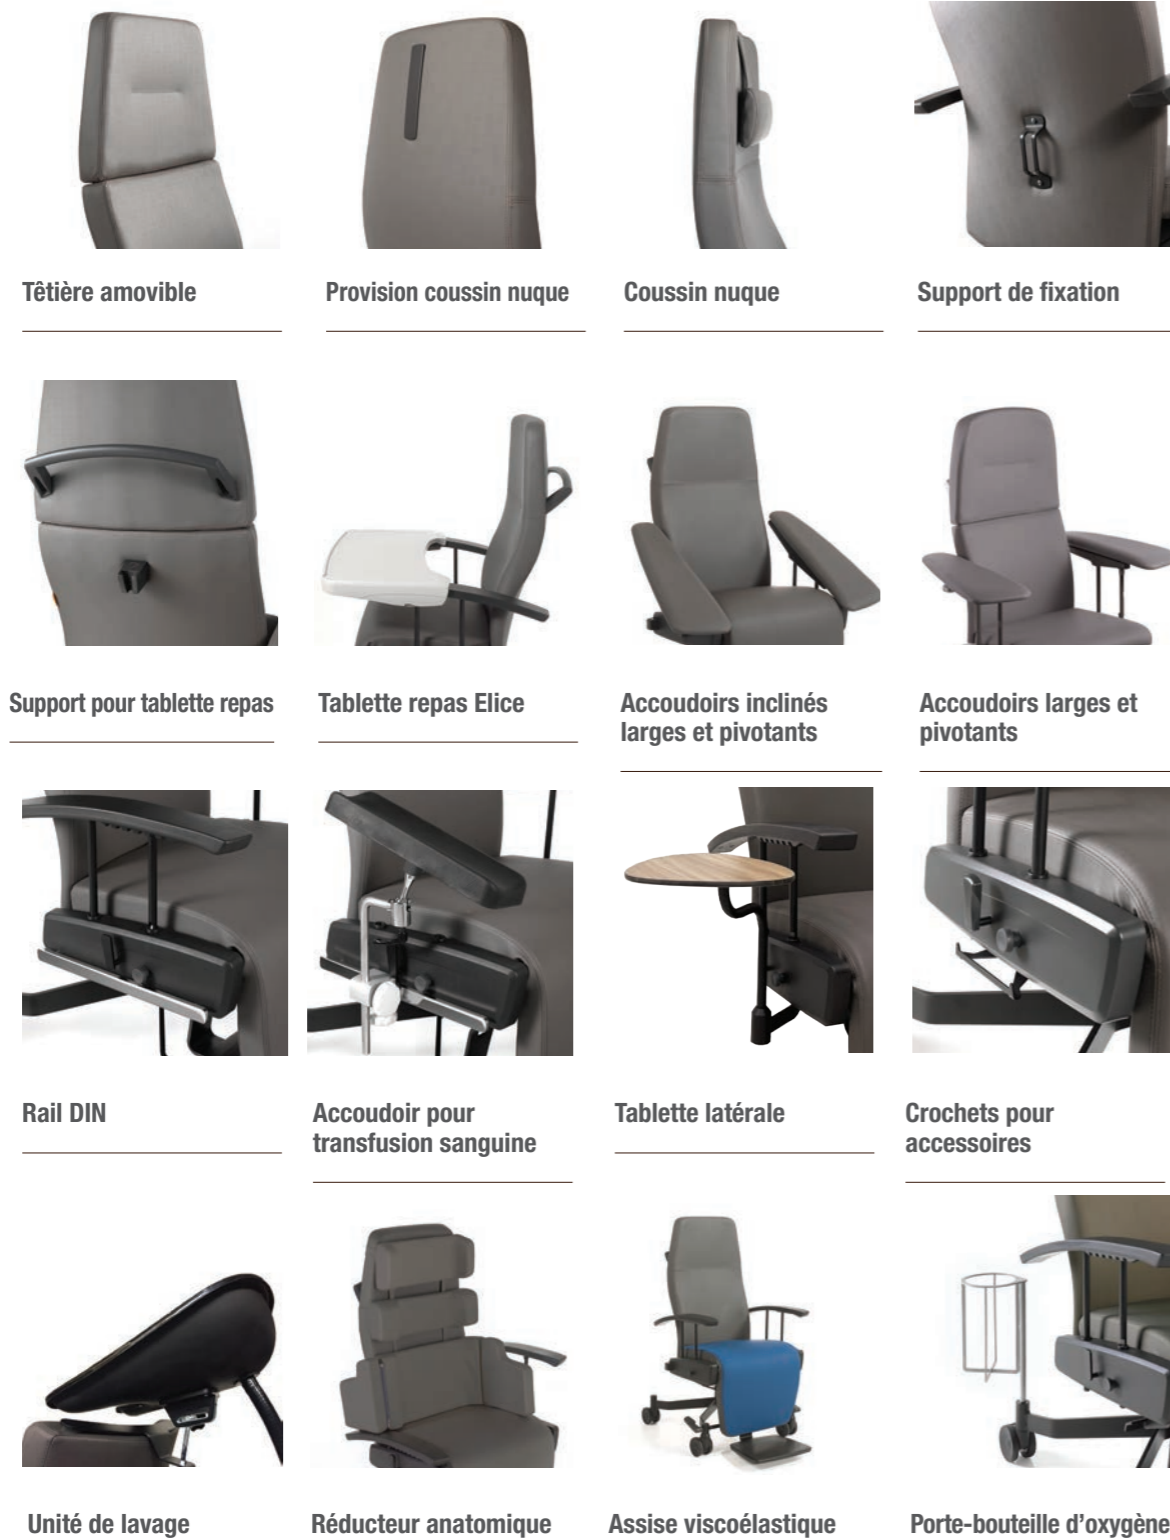 Têtière amovible
Provision coussin nuque
Coussin nuque
Support de fixation
Support pour tablette repas
Tablette repas Elice
Accoudoirs inclinés
larges et pivotants
Accoudoirs larges et
pivotants
Rail DIN
Accoudoir pour
transfusion sanguine
Tablette latérale
Crochets pour
accessoires
Unité de lavage
Réducteur anatomique
Assise viscoélastique
Porte-bouteille d’oxygène